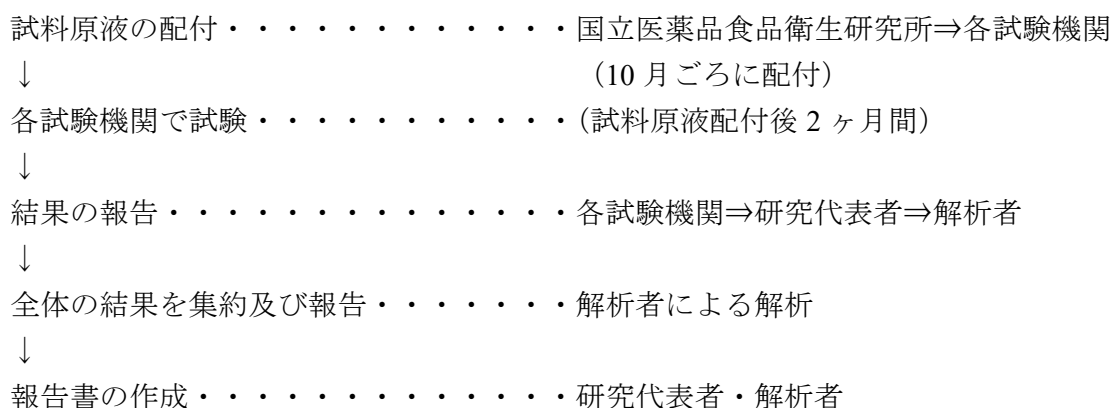 試料原液の配付・・・・・・・・・・・・国立医薬品食品衛生研究所⇒各試験機関
↓ （10 月ごろに配付）
各試験機関で試験・・・・・・・・・・・（試料原液配付後 2 ヶ月間）
↓
結果の報告・・・・・・・・・・・・・・各試験機関⇒研究代表者⇒解析者
↓
全体の結果を集約及び報告・・・・・・・解析者による解析
↓
報告書の作成・・・・・・・・・・・・・研究代表者・解析者